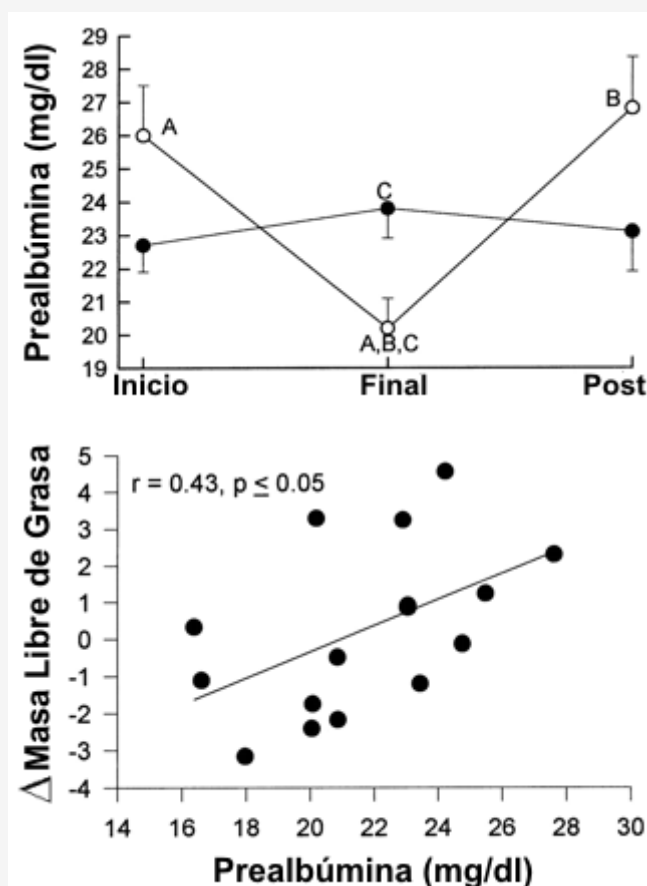 Prealbúmina (mg/dl)
29
28
27
26
25
24
23
22
21
20
19
A
B
C
A,B,C
Inicio Final Post
Δ Masa Libre de Grasa
5
4
3
2
1
0
-1
-2
-3
-4
r = 0.43, p ≤ 0.05
14 16 18 20 22 24 26 28 30
Prealbúmina (mg/dl)